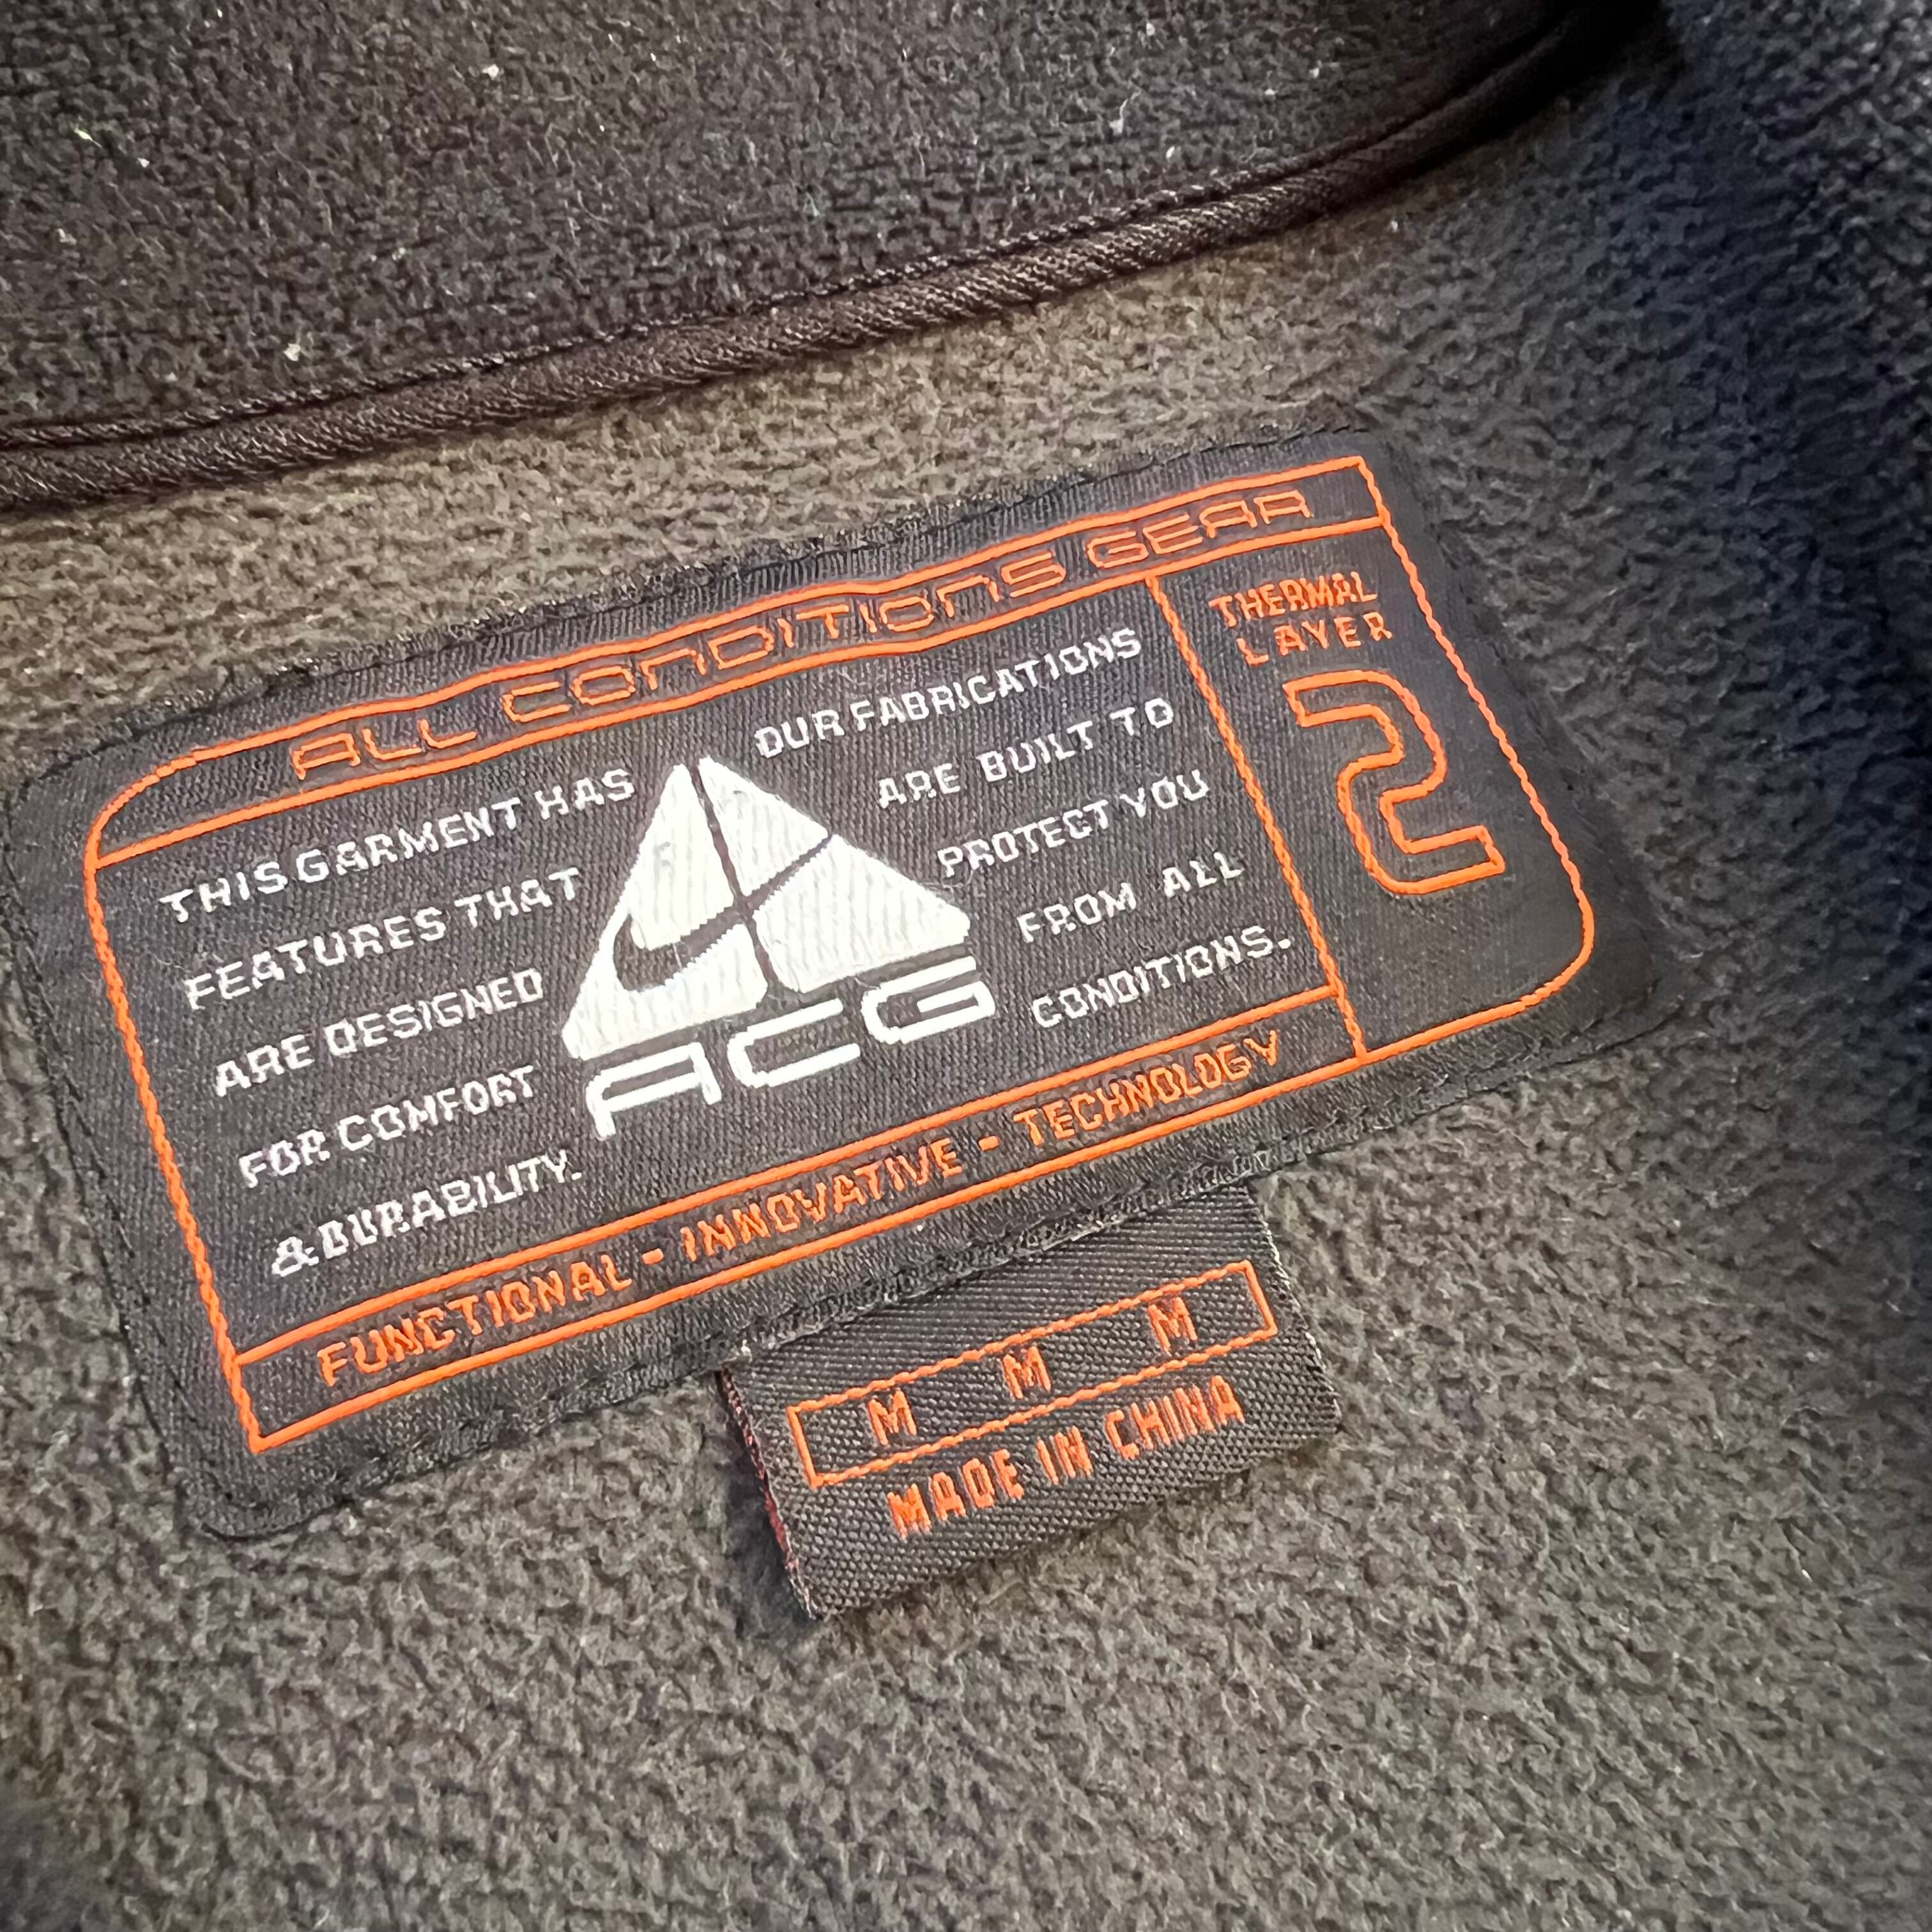 ALL CONDITIONS GEAR
THIS GARMENT HAS
FEATURES THAT
ARE DESIGNED
FOR COMFORT
& DURABILITY.
ACG
OUR FABRICATIONS
ARE BUILT TO
PROTECT YOU
FROM ALL
CONDITIONS.
THERMAL
LAYER
2
FUNCTIONAL - INNOVATIVE - TECHNOLOGY
M M M
MADE IN CHINA